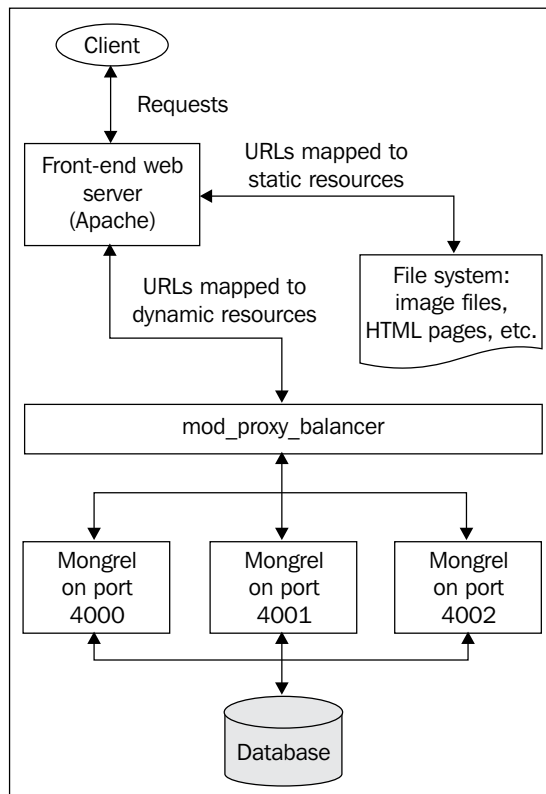 Client
Requests
Front-end web
server
(Apache)
URLs mapped to
static resources
File system:
image files,
HTML pages, etc.
URLs mapped to
dynamic resources
mod_proxy_balancer
Mongrel
on port
4000
Mongrel
on port
4001
Mongrel
on port
4002
Database